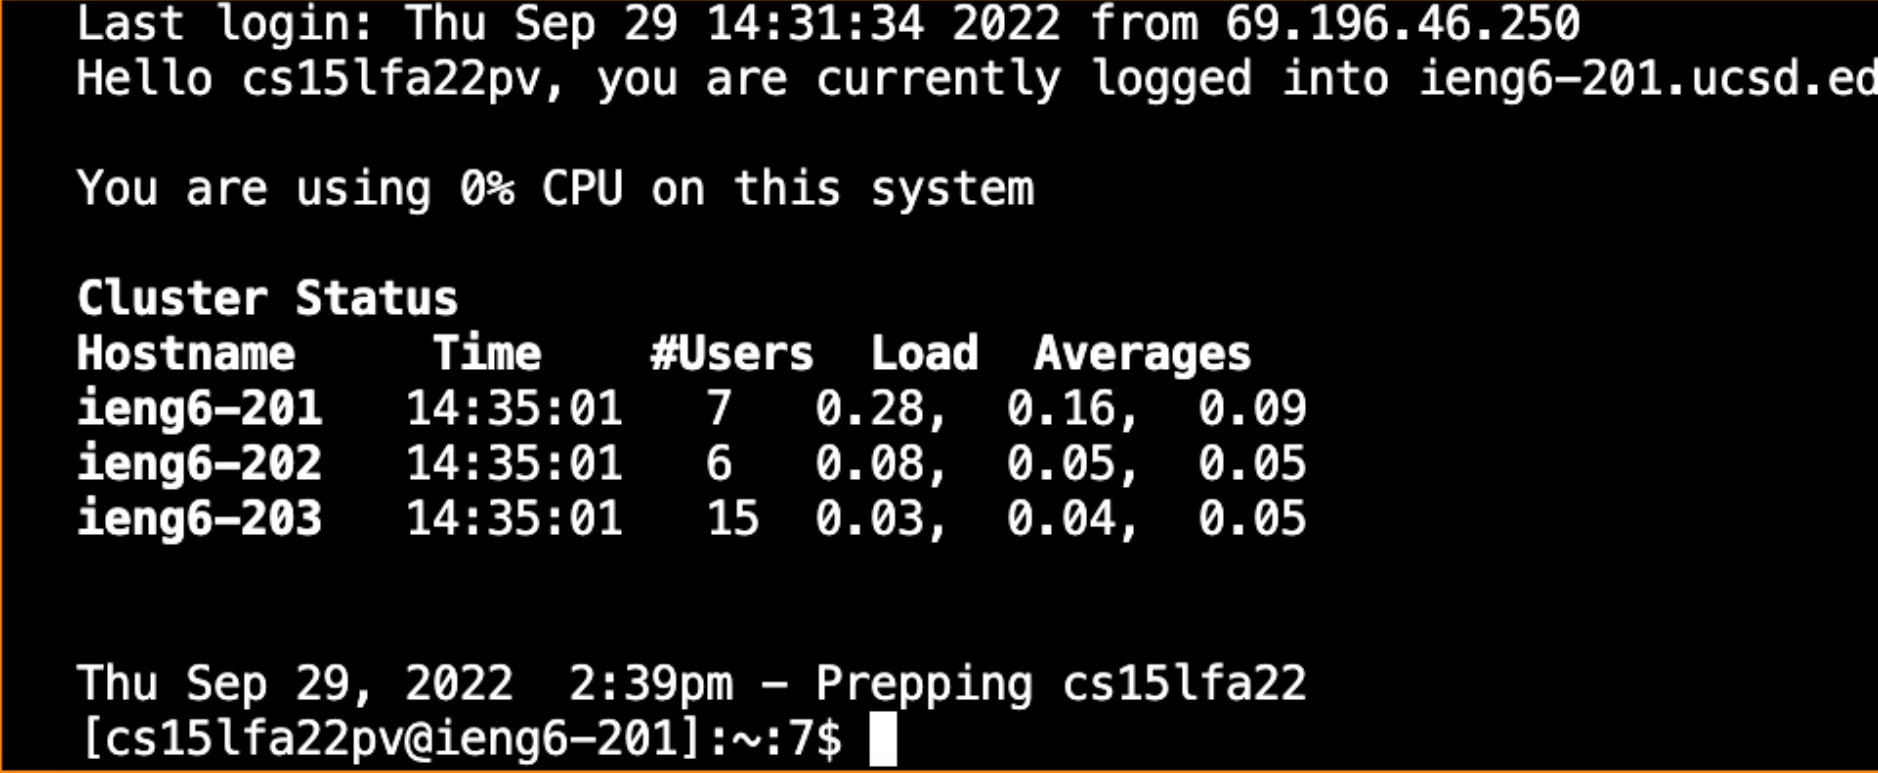 Last login: Thu Sep 29 14:31:34 2022 from 69.196.46.250
Hello cs15lfa22pv, you are currently logged into ieng6-201.ucsd.ed
You are using 0% CPU on this system
Cluster Status
Hostname     Time    #Users  Load  Averages
ieng6-201   14:35:01   7   0.28,  0.16,  0.09
ieng6-202   14:35:01   6   0.08,  0.05,  0.05
ieng6-203   14:35:01   15  0.03,  0.04,  0.05
Thu Sep 29, 2022  2:39pm - Prepping cs15lfa22
[cs15lfa22pv@ieng6-201]:~:7$